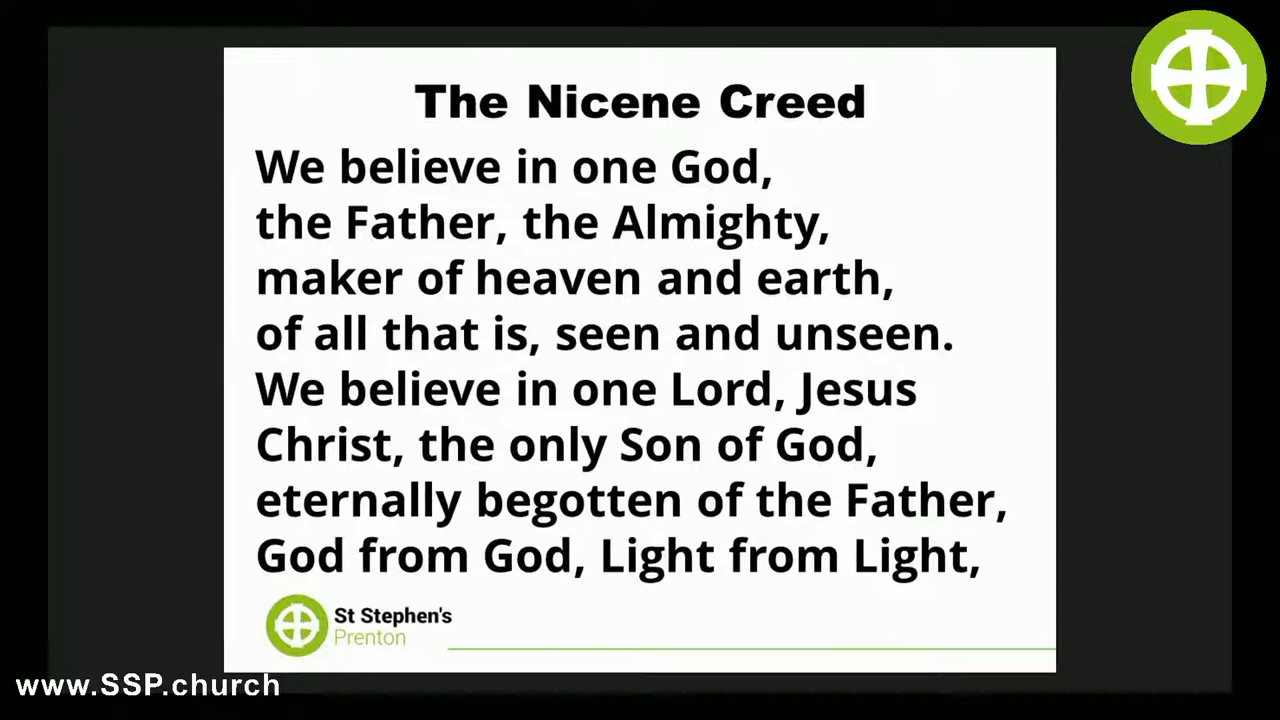 The Nicene Creed
We believe in one God,
the Father, the Almighty,
maker of heaven and earth,
of all that is, seen and unseen.
We believe in one Lord, Jesus
Christ, the only Son of God,
eternally begotten of the Father,
God from God, Light from Light,
St Stephen's
Prenton
www.SSP.church